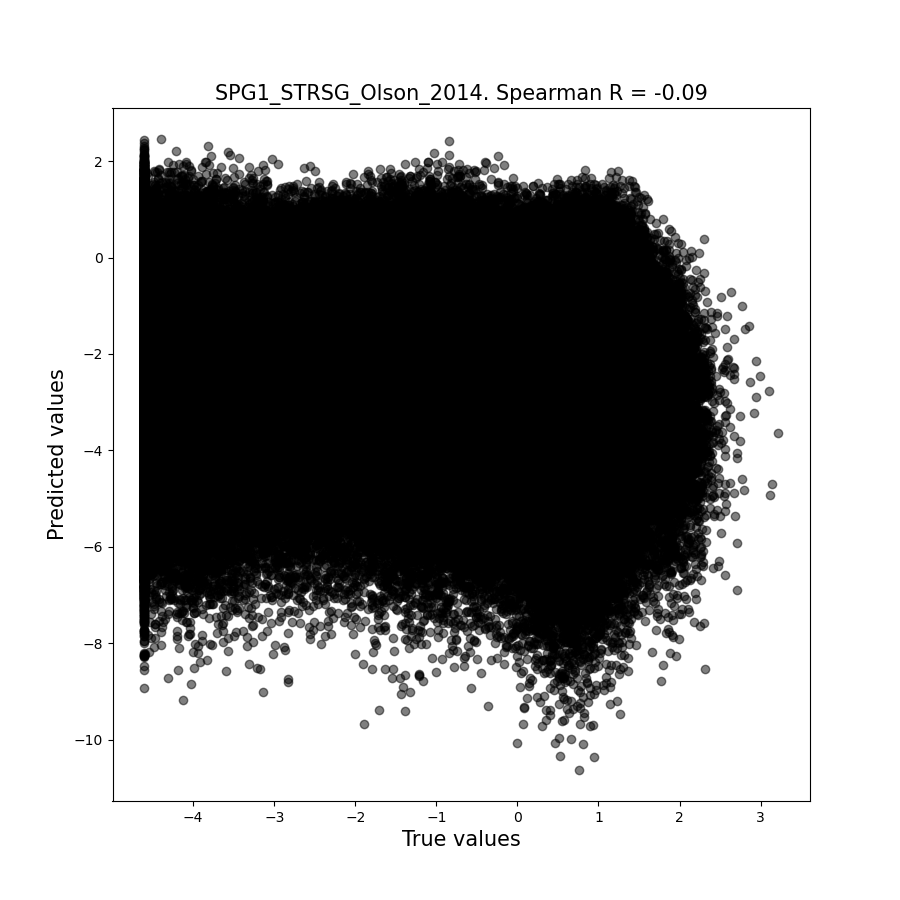 SPG1_STRSG_Olson_2014. Spearman R = -0.09
2
0
−2
−4
−6
−8
−10
Predicted values
−4 −3 −2 −1 0 1 2 3
True values